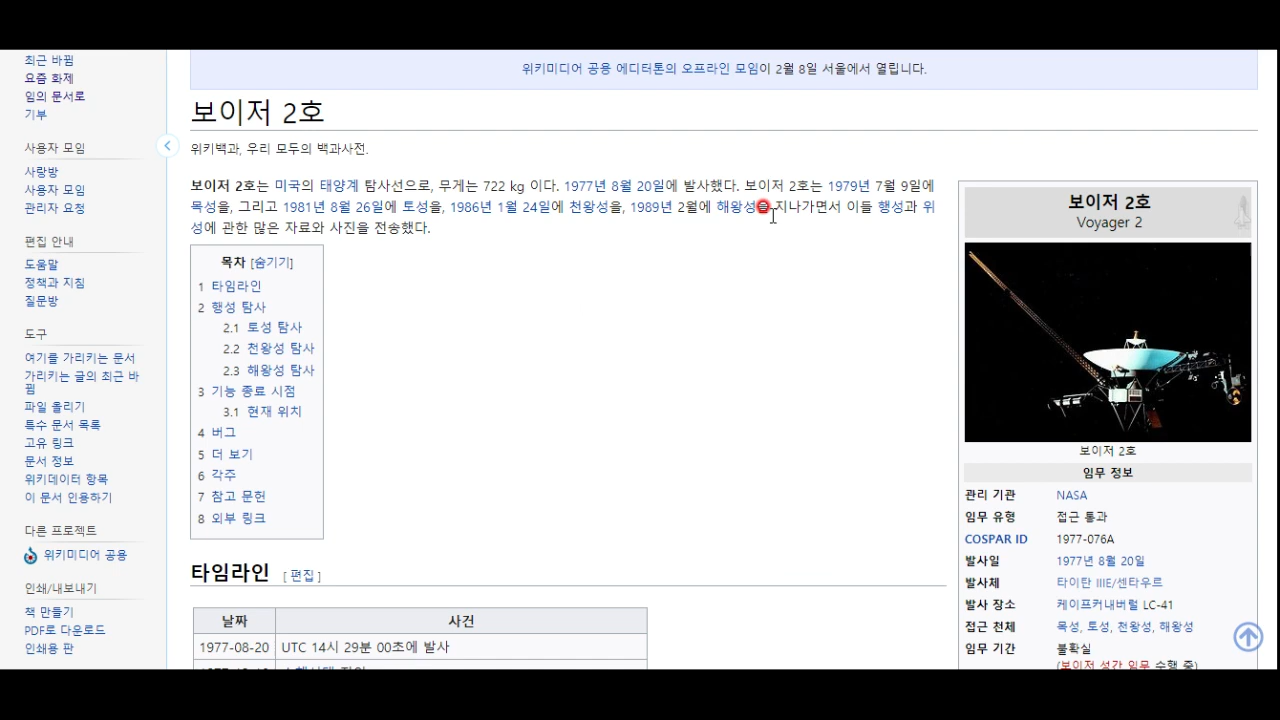 최근 바뀜
요즘 화제
임의 문서로
기부
사용자 모임
사랑방
사용자 모임
관리자 요청
편집 안내
도움말
정책과 지침
질문방
도구
여기를 가리키는 문서
가리키는 글의 최근 바
뀜
파일 올리기
특수 문서 목록
고유 링크
문서 정보
위키데이터 항목
이 문서 인용하기
다른 프로젝트
위키미디어 공용
인쇄/내보내기
책 만들기
PDF로 다운로드
인쇄용 판
위키미디어 공용 에디터톤의 오프라인 모임이 2월 8일 서울에서 열립니다.
보이저 2호
위키백과, 우리 모두의 백과사전.
보이저 2호는 미국의 태양계 탐사선으로, 무게는 722 kg 이다. 1977년 8월 20일에 발사했다. 보이저 2호는 1979년 7월 9일에
목성을, 그리고 1981년 8월 26일에 토성을, 1986년 1월 24일에 천왕성을, 1989년 2월에 해왕성을 지나가면서 이들 행성과 위
성에 관한 많은 자료와 사진을 전송했다.
목차 [숨기기]
1 타임라인
2 행성 탐사
2.1 토성 탐사
2.2 천왕성 탐사
2.3 해왕성 탐사
3 기능 종료 시점
3.1 현재 위치
4 버그
5 더 보기
6 각주
7 참고 문헌
8 외부 링크
타임라인 [편집]
날짜 사건
1977-08-20 UTC 14시 29분 00초에 발사
보이저 2호
Voyager 2
보이저 2호
임무 정보
관리 기관 NASA
임무 유형 접근 통과
COSPAR ID 1977-076A
발사일 1977년 8월 20일
발사체 타이탄 IIIE/센타우르
발사 장소 케이프커내버럴 LC-41
접근 천체 목성, 토성, 천왕성, 해왕성
임무 기간 불확실
(보이저 성간 임무 수행 중)